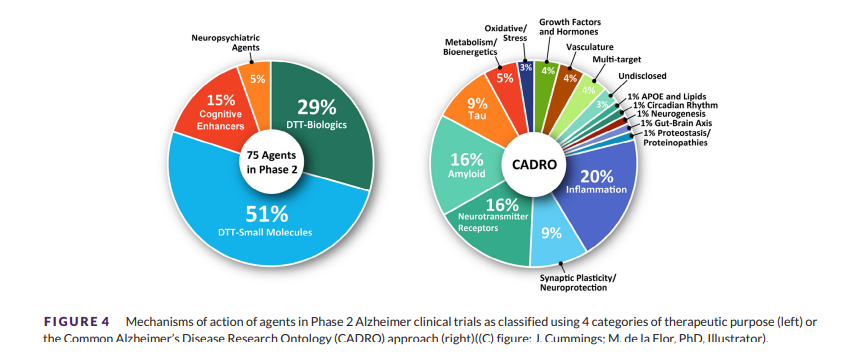 Neuropsychiatric
Agents
5%
15%
Cognitive
Enhancers
29%
DTT-Biologics
75 Agents
in Phase 2
51%
DTT-Small Molecules
Growth Factors
and Hormones
Oxidative/
Stress
Metabolism/
Bioenergetics
Vasculature
Multi-target
Undisclosed
1% APOE and Lipids
1% Circadian Rhythm
1% Neurogenesis
1% Gut-Brain Axis
1% Proteostasis/
Proteinopathies
3%
4%
4%
4%
3%
5%
9%
Tau
16%
Amyloid
CADRO
20%
Inflammation
16%
Neurotransmitter
Receptors
9%
Synaptic Plasticity/
Neuroprotection
FIGURE 4 Mechanisms of action of agents in Phase 2 Alzheimer clinical trials as classified using 4 categories of therapeutic purpose (left) or
the Common Alzheimer's Disease Research Ontology (CADRO) approach (right)((C) figure: J. Cummings; M. de la Flor, PhD, Illustrator).